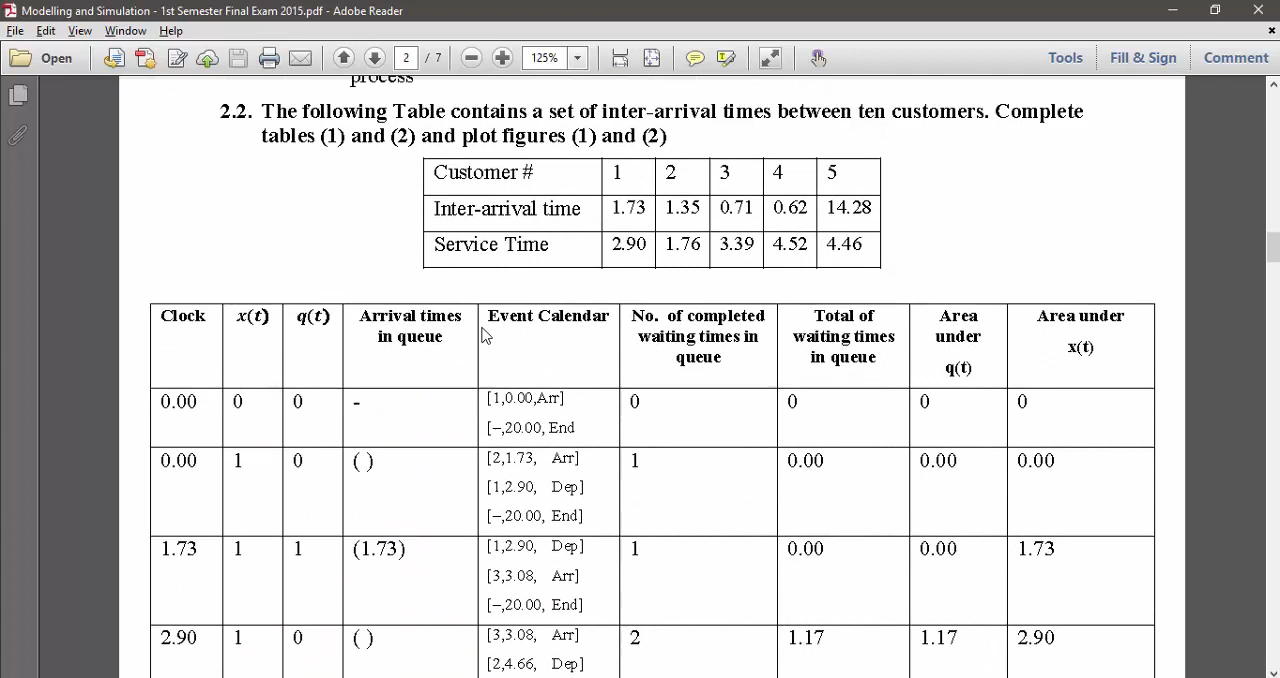 Modelling and Simulation - 1st Semester Final Exam 2015.pdf - Adobe Reader
File Edit View Window Help
Open 2 / 7 125% Tools Fill & Sign Comment
process
2.2. The following Table contains a set of inter-arrival times between ten customers. Complete
tables (1) and (2) and plot figures (1) and (2)
Customer # 1 2 3 4 5
Inter-arrival time 1.73 1.35 0.71 0.62 14.28
Service Time 2.90 1.76 3.39 4.52 4.46
Clock x(t) q(t) Arrival times Event Calendar No. of completed Total of Area Area under
in queue waiting times in waiting times under x(t)
queue in queue q(t)
0.00 0 0 - [1,0.00,Arr] 0 0 0 0
[−,20.00, End
0.00 1 0 ( ) [2,1.73, Arr] 1 0.00 0.00 0.00
[1,2.90, Dep]
[−,20.00, End]
1.73 1 1 (1.73) [1,2.90, Dep] 1 0.00 0.00 1.73
[3,3.08, Arr]
[−,20.00, End]
2.90 1 0 ( ) [3,3.08, Arr] 2 1.17 1.17 2.90
[2,4.66, Dep]